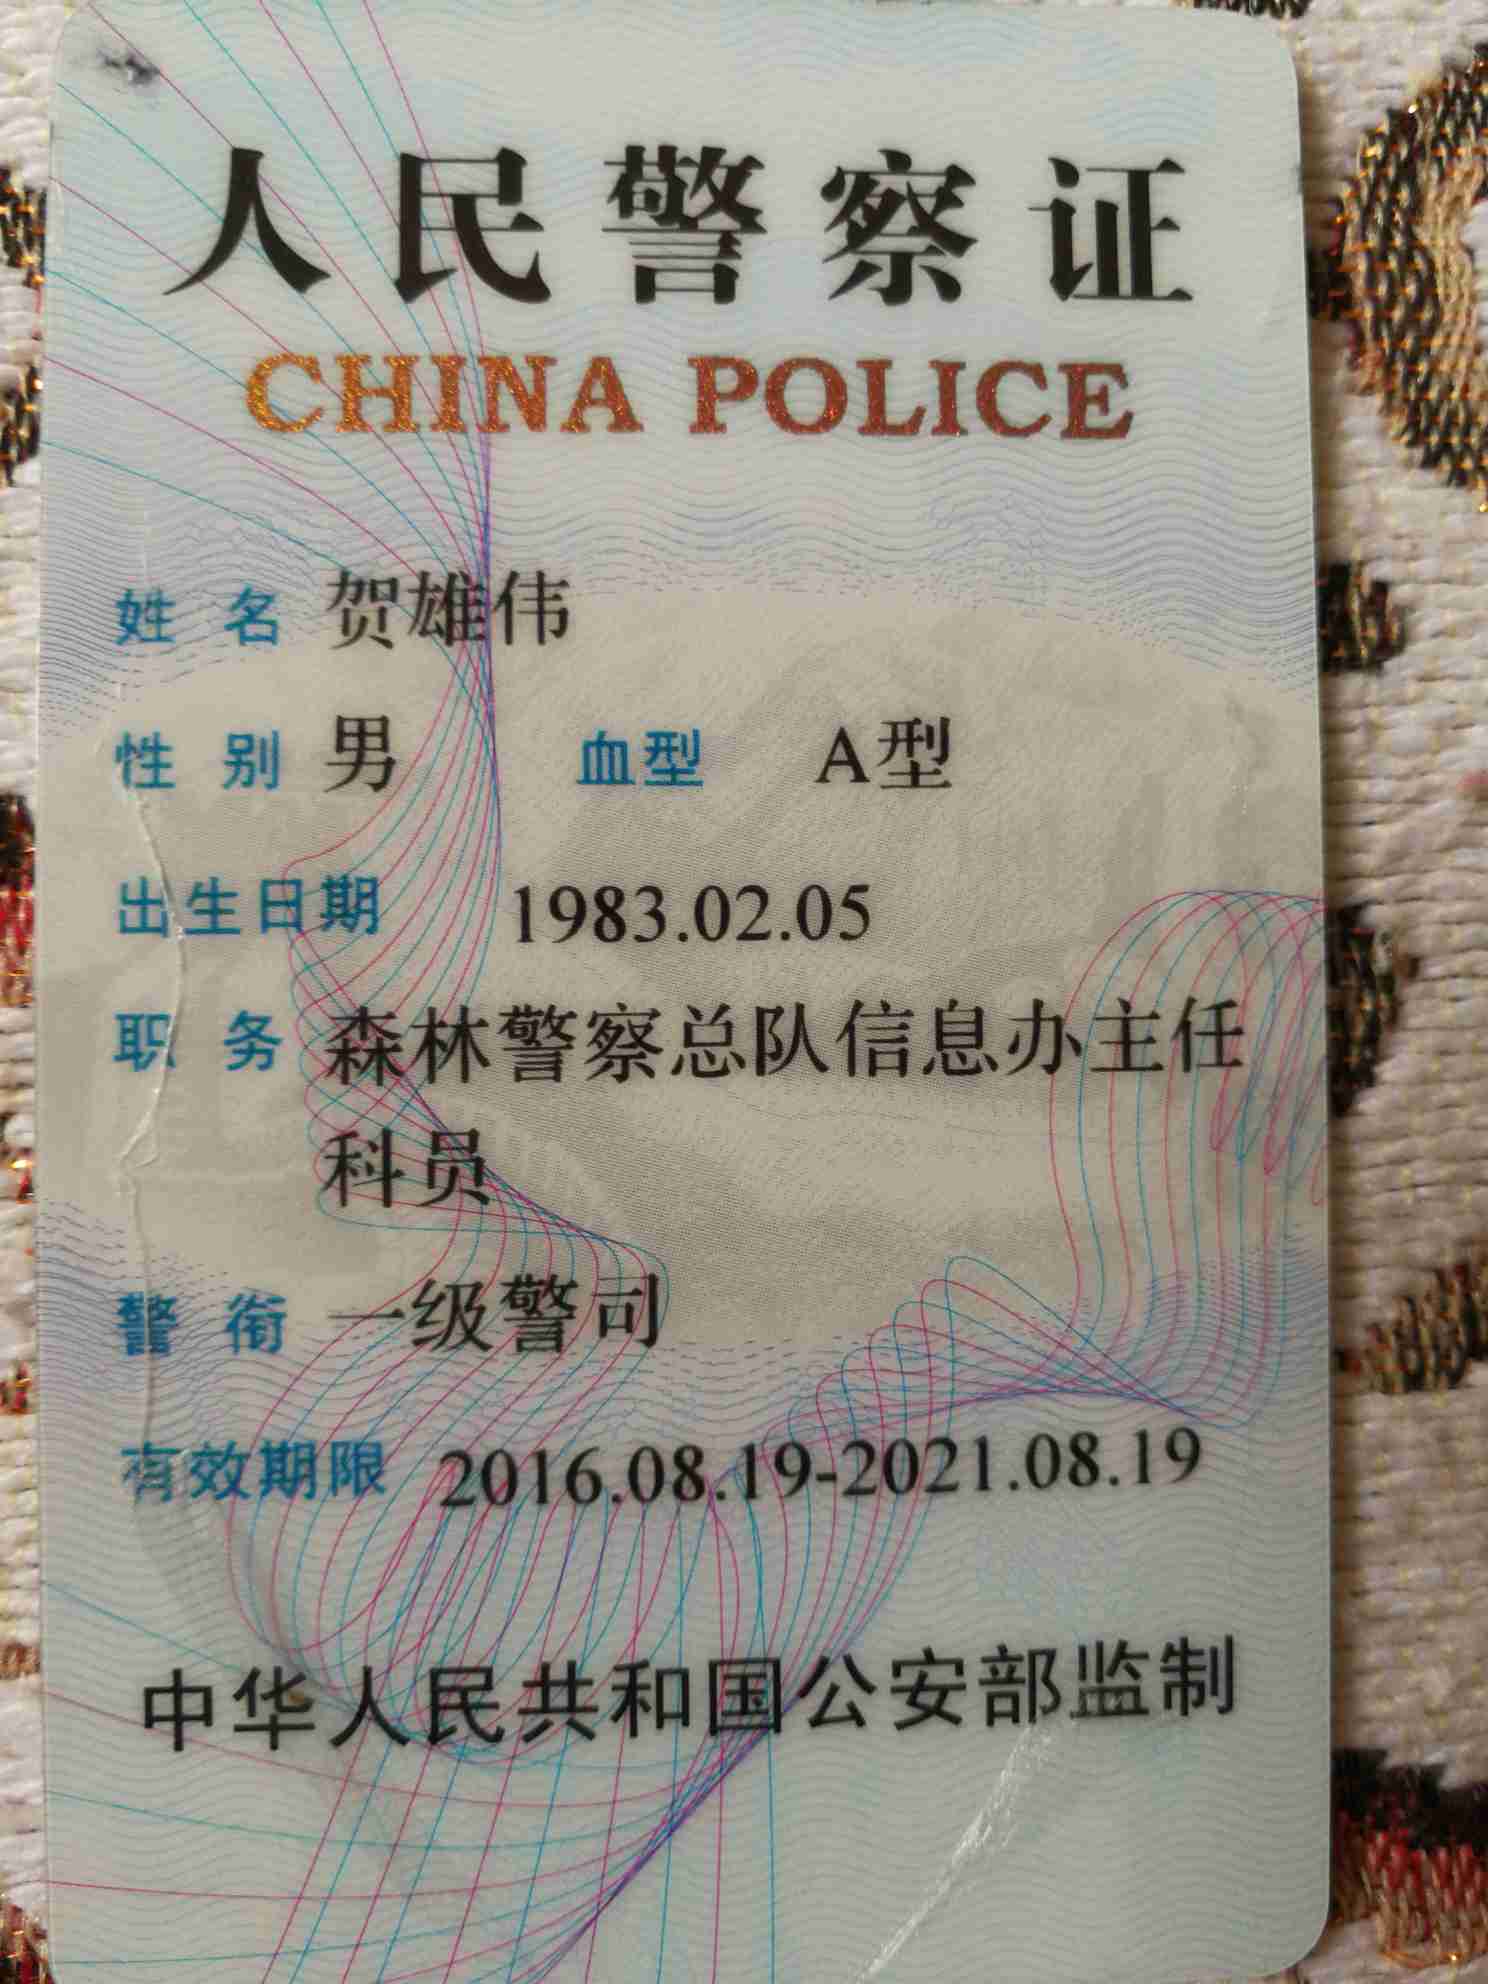 人民警察证
CHINA POLICE
姓 名 贺雄伟
性 别 男 血型 A型
出生日期 1983.02.05
职 务 森林警察总队信息办主任
科员
警 衔 一级警司
有效期限 2016.08.19-2021.08.19
中华人民共和国公安部监制